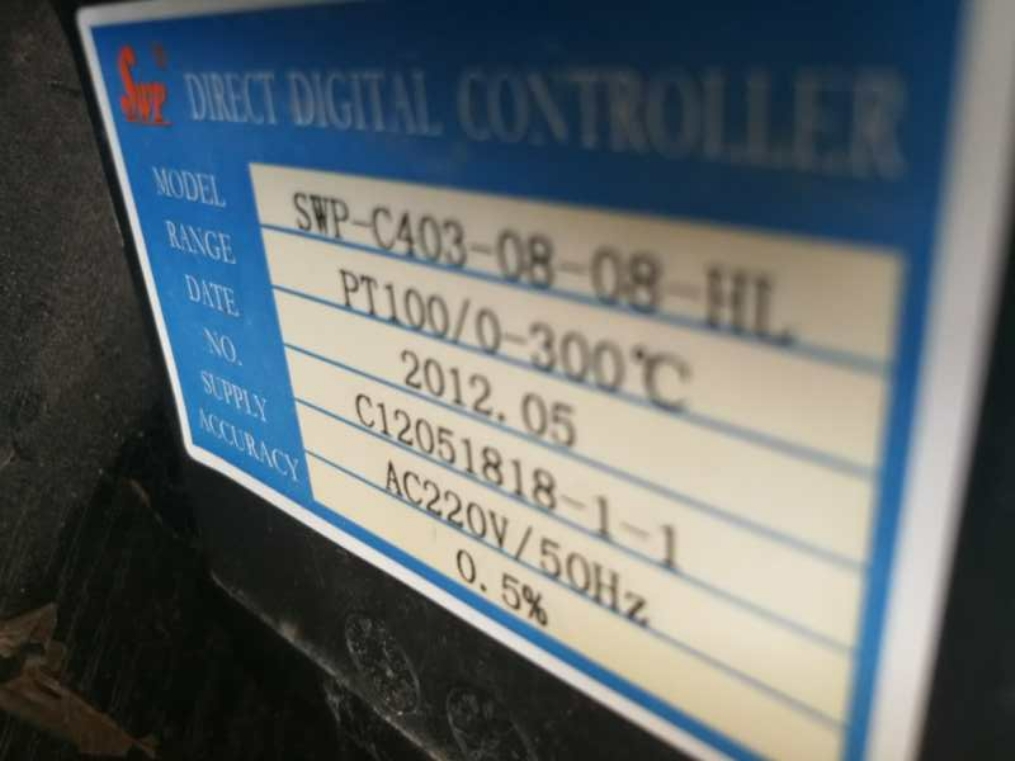 SWP DIRECT DIGITAL CONTROLLER
MODEL SWP-C403-08-08-HL
RANGE PT100/0-300℃
DATE 2012.05
NO. C12051818-1-1
SUPPLY AC220V/50Hz
ACCURACY 0.5%